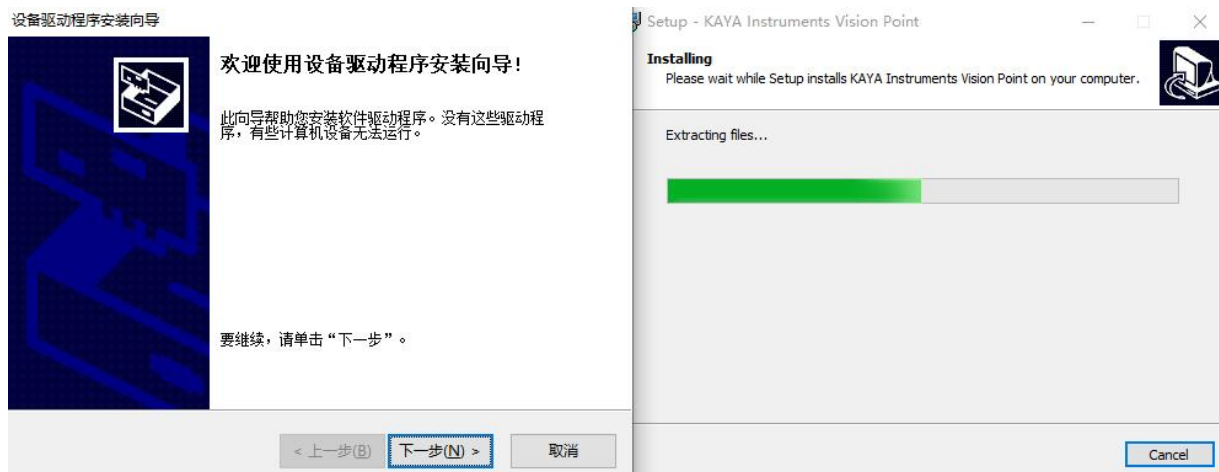 设备驱动程序安装向导
欢迎使用设备驱动程序安装向导!
此向导帮助您安装软件驱动程序。没有这些驱动程
序，有些计算机设备无法运行。
要继续，请单击“下一步”。
< 上一步(B)
下一步(N) >
取消
Setup - KAYA Instruments Vision Point
Installing
Please wait while Setup installs KAYA Instruments Vision Point on your computer.
Extracting files...
Cancel